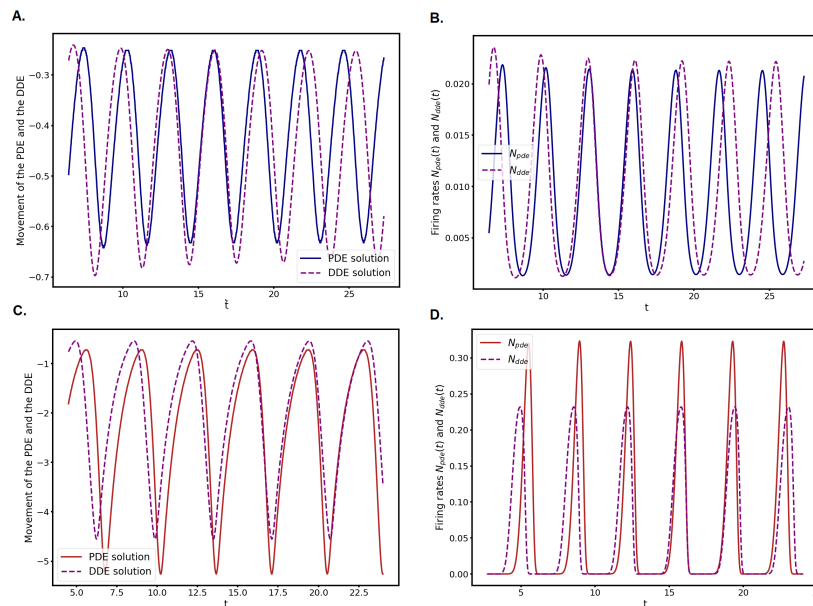 A.
Movement of the PDE and the DDE
−0.3
−0.4
−0.5
−0.6
−0.7
10
15
20
25
t̂
PDE solution
DDE solution
B.
Firing rates N_pde(t) and N_dde(t)
0.020
0.015
0.010
0.005
10
15
20
25
t
N_pde
N_dde
C.
Movement of the PDE and the DDE
−1
−2
−3
−4
−5
5.0
7.5
10.0
12.5
15.0
17.5
20.0
22.5
t
PDE solution
DDE solution
D.
Firing rates N_pde(t) and N_dde(t)
0.30
0.25
0.20
0.15
0.10
0.05
0.00
5
10
15
20
t
N_pde
N_dde